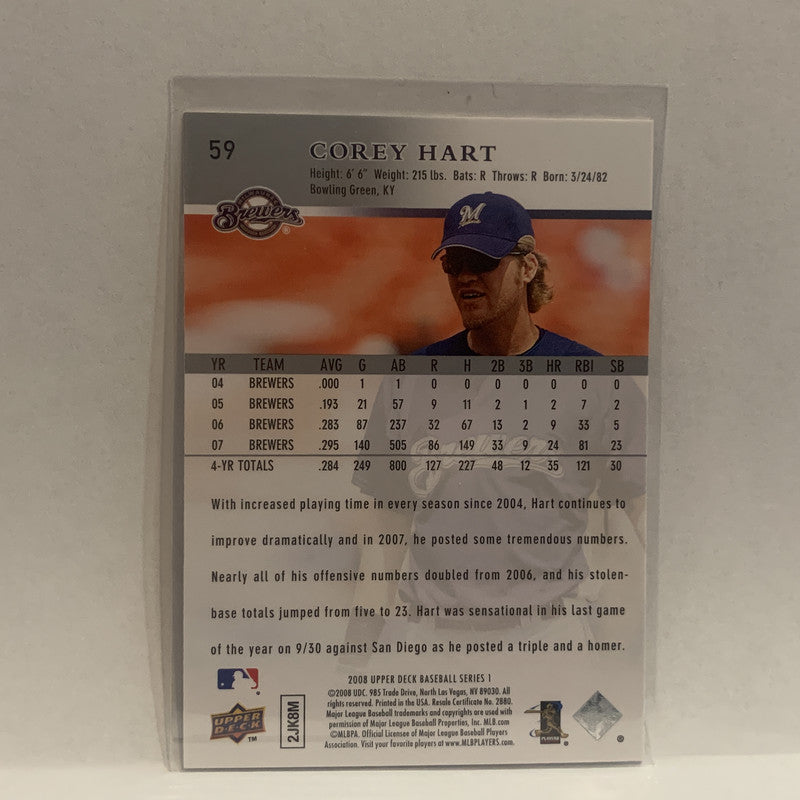 59
COREY HART
Height: 6' 6" Weight: 215 lbs. Bats: R Throws: R Born: 3/24/82
Bowling Green, KY
MILWAUKEE
Brewers
M
YR TEAM AVG G AB R H 2B 3B HR RBI SB
04 BREWERS .000 1 1 0 0 0 0 0 0 0
05 BREWERS .193 21 57 9 11 2 1 2 7 2
06 BREWERS .283 87 237 32 67 13 2 9 33 5
07 BREWERS .295 140 505 86 149 33 9 24 81 23
4-YR TOTALS .284 249 800 127 227 48 12 35 121 30
With increased playing time in every season since 2004, Hart continues to
improve dramatically and in 2007, he posted some tremendous numbers.
Nearly all of his offensive numbers doubled from 2006, and his stolen-
base totals jumped from five to 23. Hart was sensational in his last game
of the year on 9/30 against San Diego as he posted a triple and a homer.
2008 UPPER DECK BASEBALL SERIES 1
©2008 UDC. 985 Trade Drive, North Las Vegas, NV 89030. All
rights reserved. Printed in the USA. Resale Certificate No. 2880.
Major League Baseball trademarks and copyrights are used with
permission of Major League Baseball Properties, Inc. MLB.com
©MLBPA. Official Licensee of Major League Baseball Players
Association. Visit your favorite players at www.MLBPLAYERS.com.
UPPER
DECK
TM
2JK8M